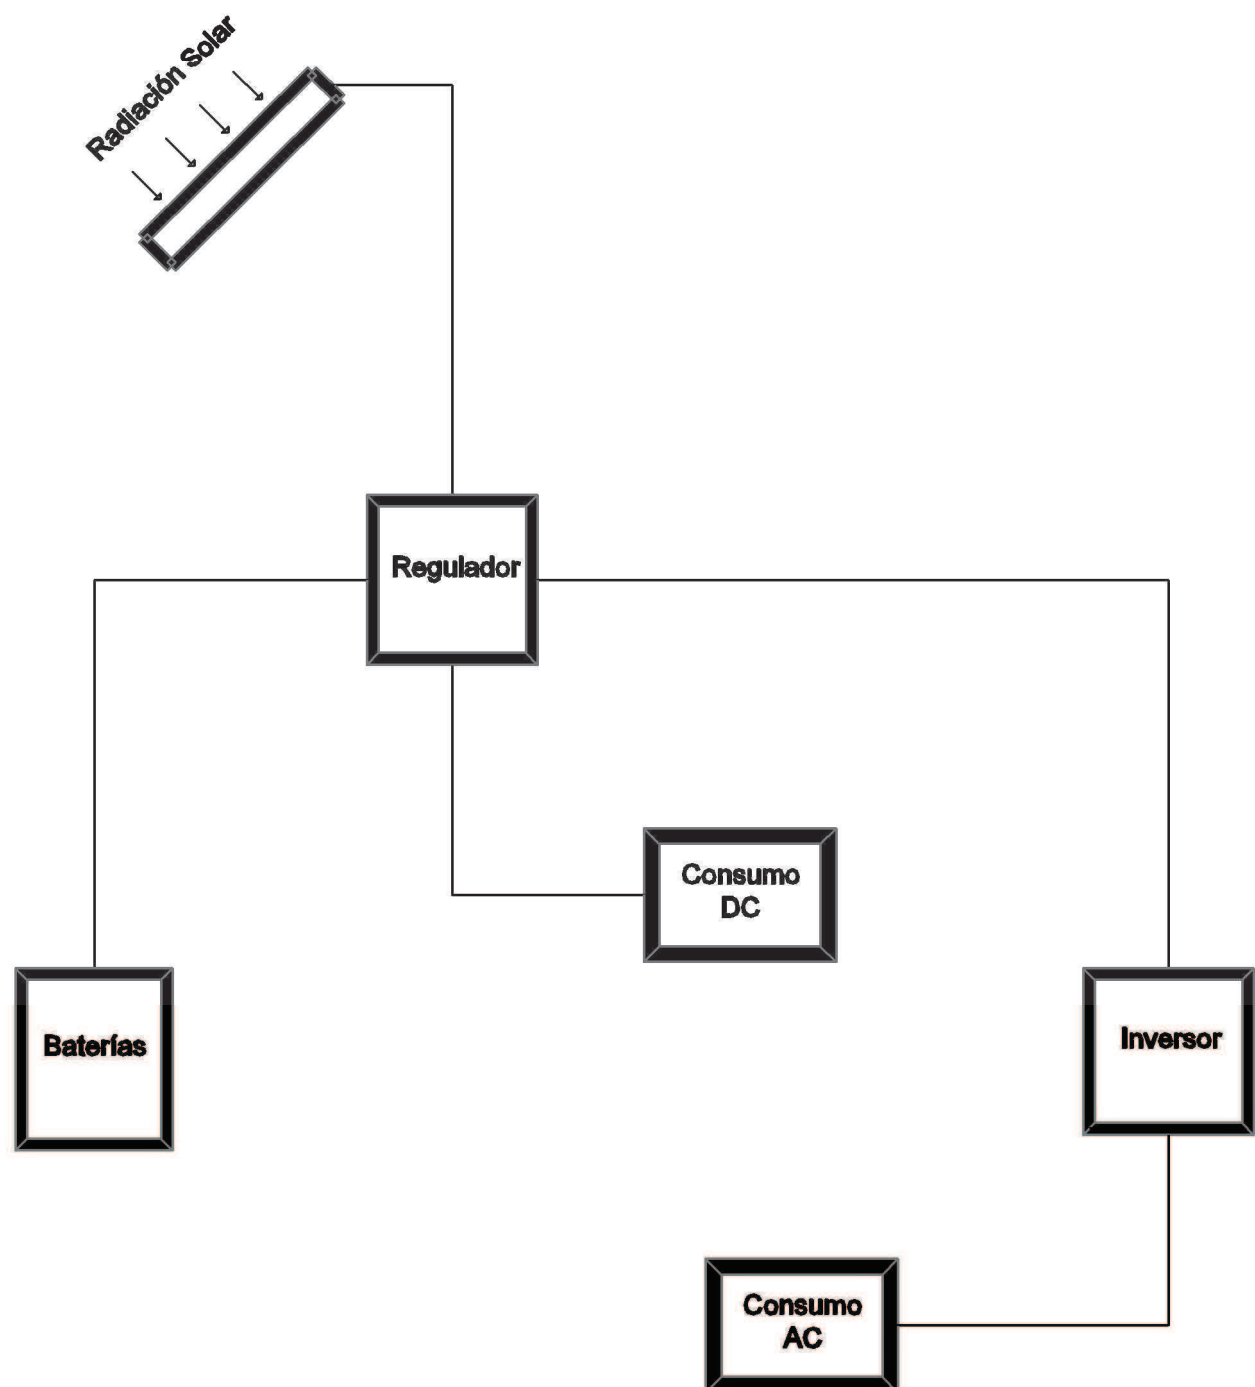 Radiación Solar
Regulador
Consumo
DC
Baterías
Inversor
Consumo
AC